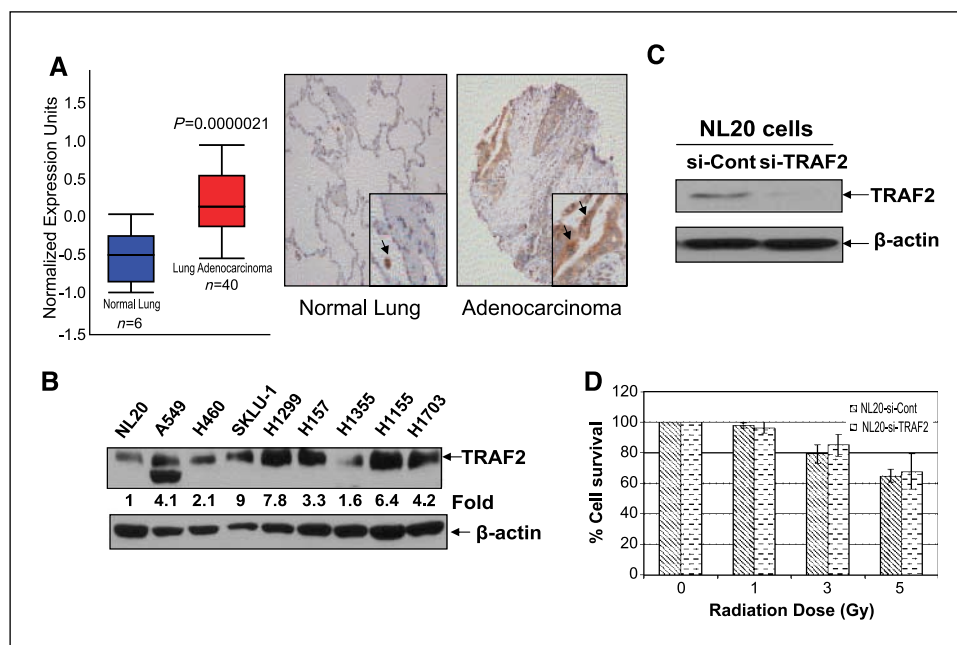 A
Normalized Expression Units
1.5
1.0
0.5
0.0
-0.5
-1.0
-1.5
P=0.0000021
Normal Lung
n=6
Lung Adenocarcinoma
n=40
Normal Lung
Adenocarcinoma
B
NL20 A549 H460 SKLU-1 H1299 H157 H1355 H1155 H1703
TRAF2
1 4.1 2.1 9 7.8 3.3 1.6 6.4 4.2 Fold
β-actin
C
NL20 cells
si-Cont si-TRAF2
TRAF2
β-actin
D
% Cell survival
120
100
80
60
40
20
0
NL20-si-Cont
NL20-si-TRAF2
0 1 3 5
Radiation Dose (Gy)